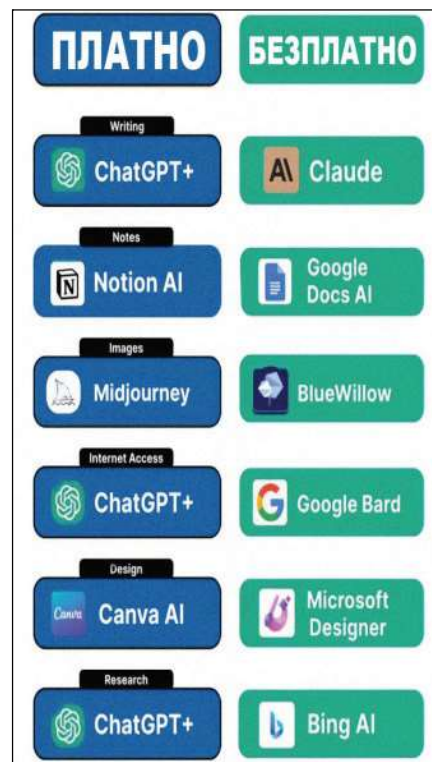 ПЛАТНО
БЕЗПЛАТНО
Writing
ChatGPT+
Claude
Notes
Notion AI
Google
Docs AI
Images
Midjourney
BlueWillow
Internet Access
ChatGPT+
Google Bard
Design
Canva
Canva AI
Microsoft
Designer
Research
ChatGPT+
Bing AI